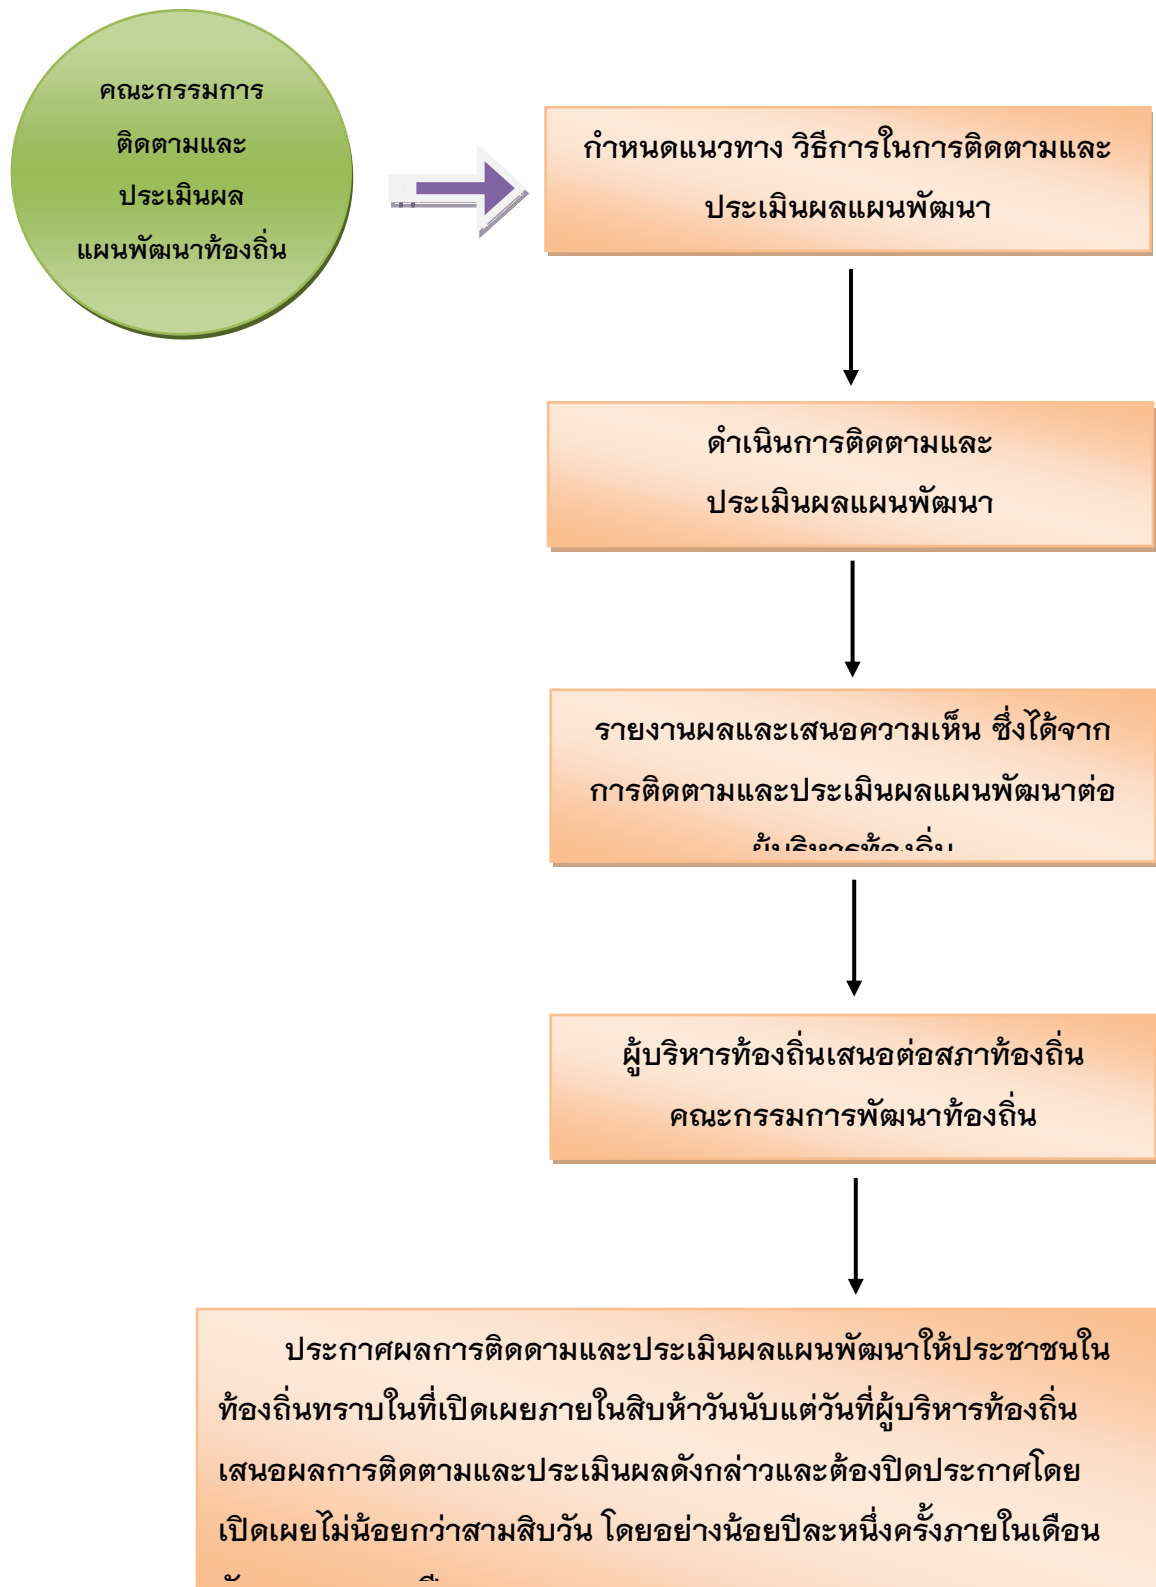 คณะกรรมการ
ติดตามและ
ประเมินผล
แผนพัฒนาท้องถิ่น
กำหนดแนวทาง วิธีการในการติดตามและ
ประเมินผลแผนพัฒนา
ดำเนินการติดตามและ
ประเมินผลแผนพัฒนา
รายงานผลและเสนอความเห็น ซึ่งได้จาก
การติดตามและประเมินผลแผนพัฒนาต่อ
ผู้บริหารท้องถิ่น
ผู้บริหารท้องถิ่นเสนอต่อสภาท้องถิ่น
คณะกรรมการพัฒนาท้องถิ่น
ประกาศผลการติดดามและประเมินผลแผนพัฒนาให้ประชาชนใน
ท้องถิ่นทราบในที่เปิดเผยภายในสิบห้าวันนับแต่วันที่ผู้บริหารท้องถิ่น
เสนอผลการติดตามและประเมินผลดังกล่าวและต้องปิดประกาศโดย
เปิดเผยไม่น้อยกว่าสามสิบวัน โดยอย่างน้อยปีละหนึ่งครั้งภายในเดือน